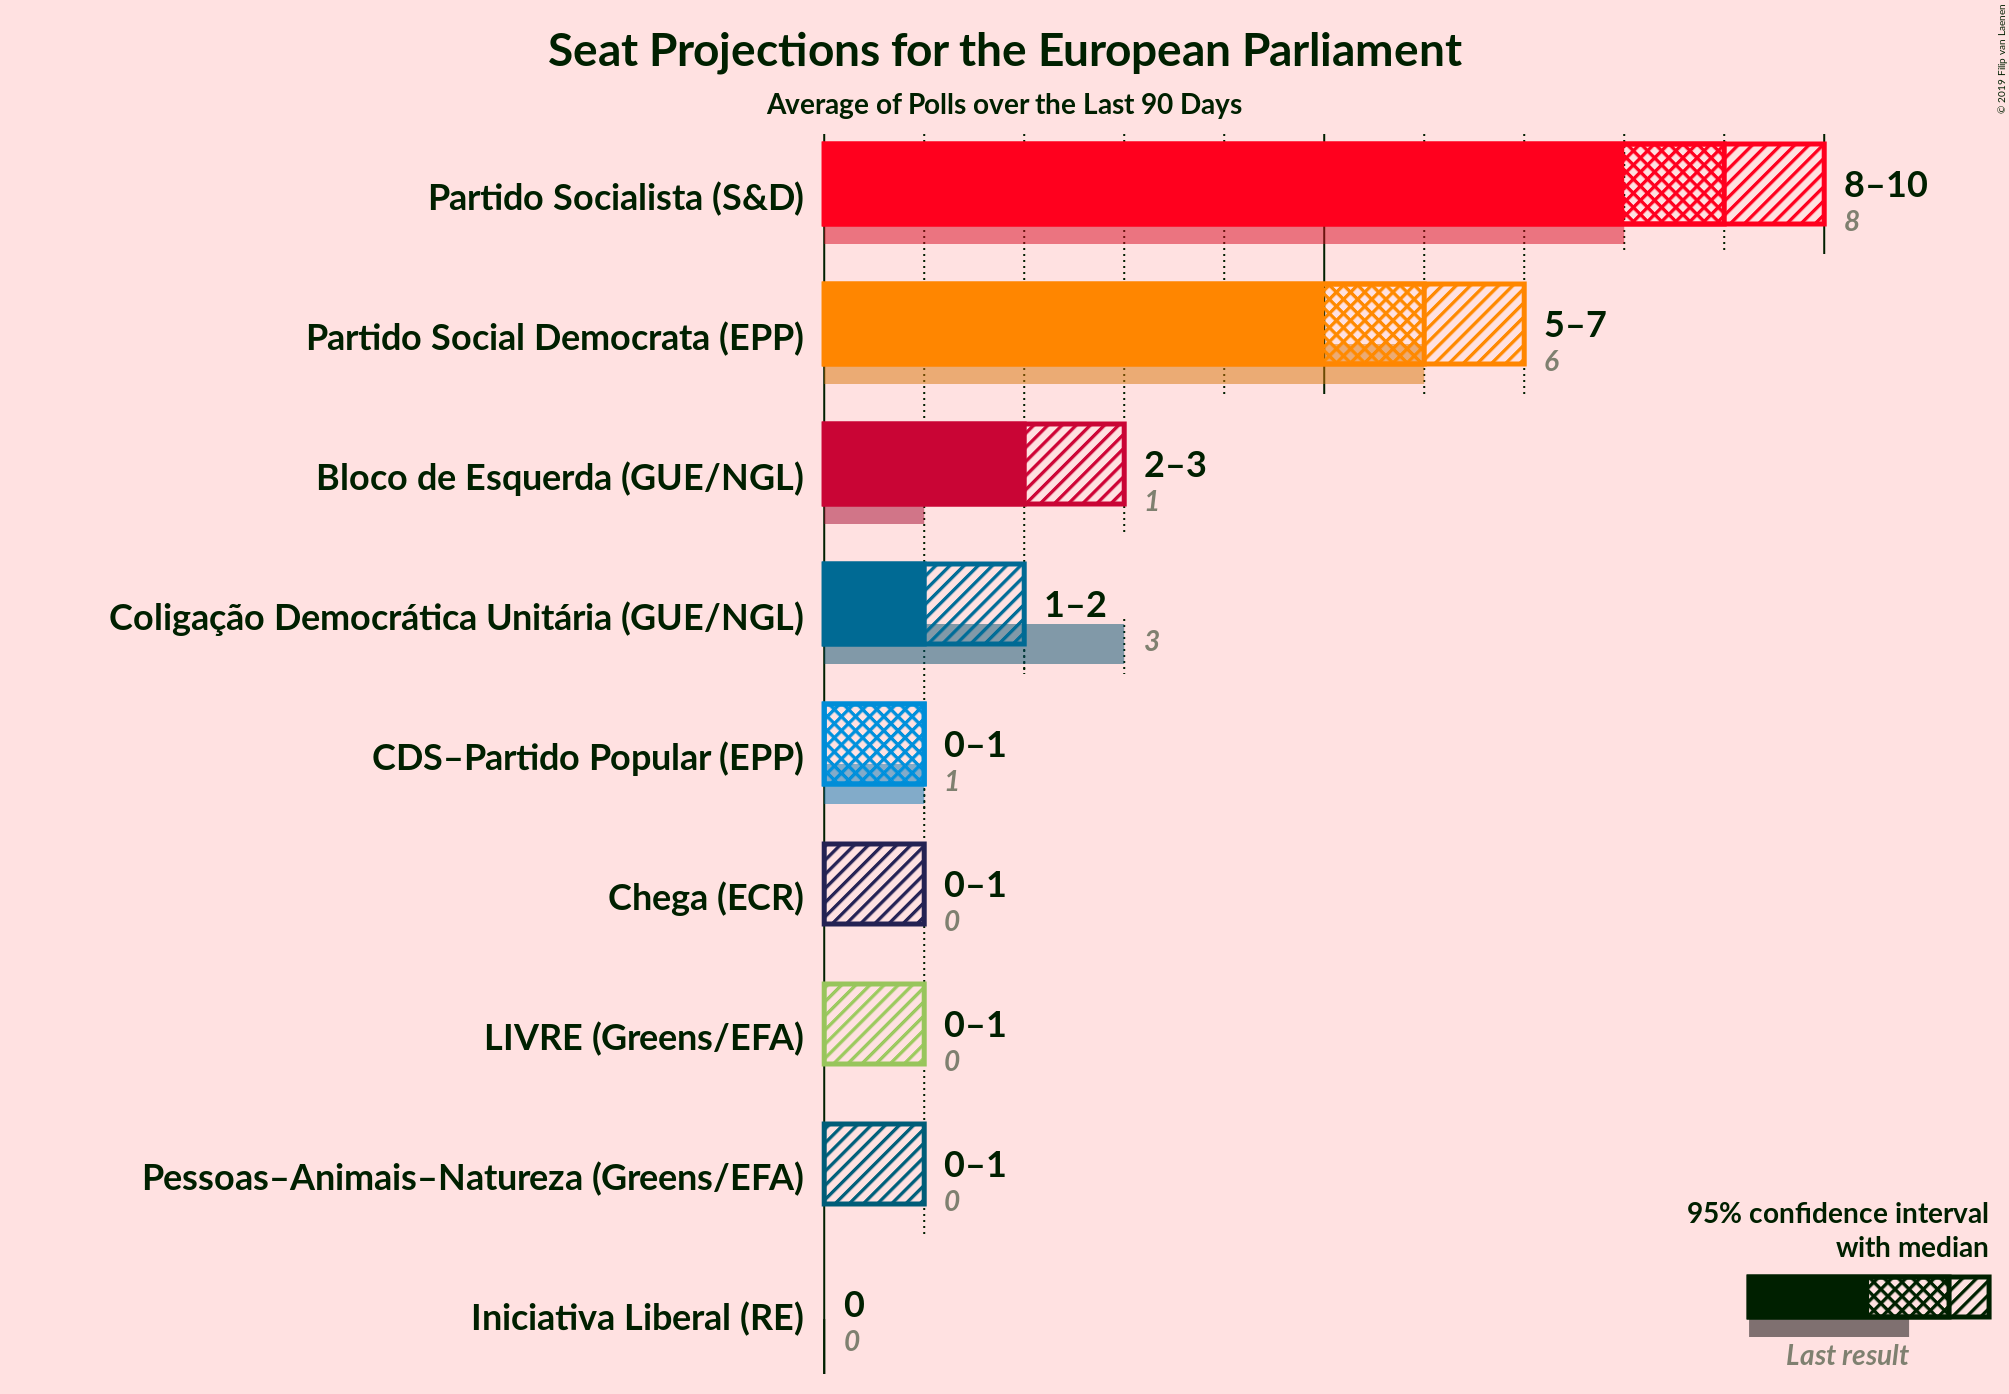 Seat Projections for the European Parliament
Average of Polls over the Last 90 Days
© 2019 Filip van Laenen
Partido Socialista (S&D)
8–10
8
Partido Social Democrata (EPP)
5–7
6
Bloco de Esquerda (GUE/NGL)
2–3
1
Coligação Democrática Unitária (GUE/NGL)
1–2
3
CDS–Partido Popular (EPP)
0–1
1
Chega (ECR)
0–1
0
LIVRE (Greens/EFA)
0–1
0
Pessoas–Animais–Natureza (Greens/EFA)
0–1
0
Iniciativa Liberal (RE)
0
0
95% confidence interval
with median
Last result